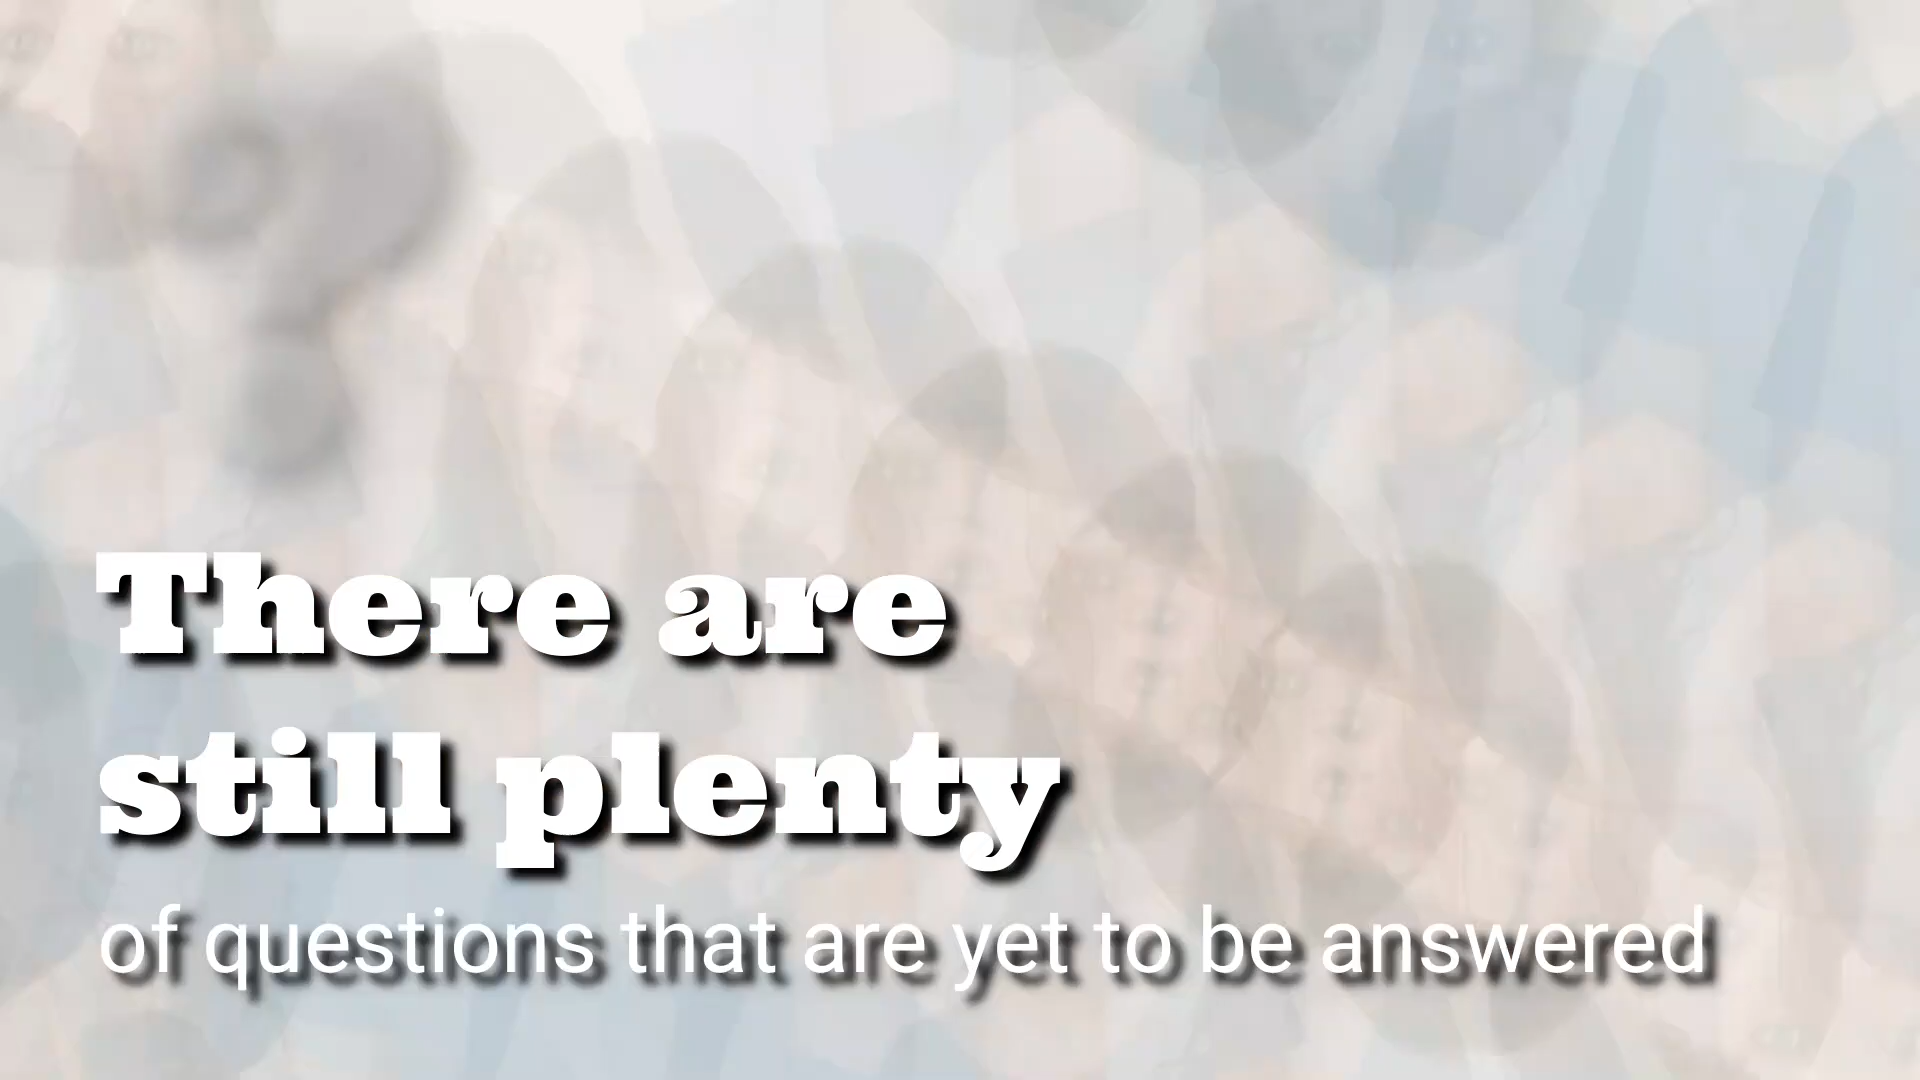 There are
still plenty
of questions that are yet to be answered